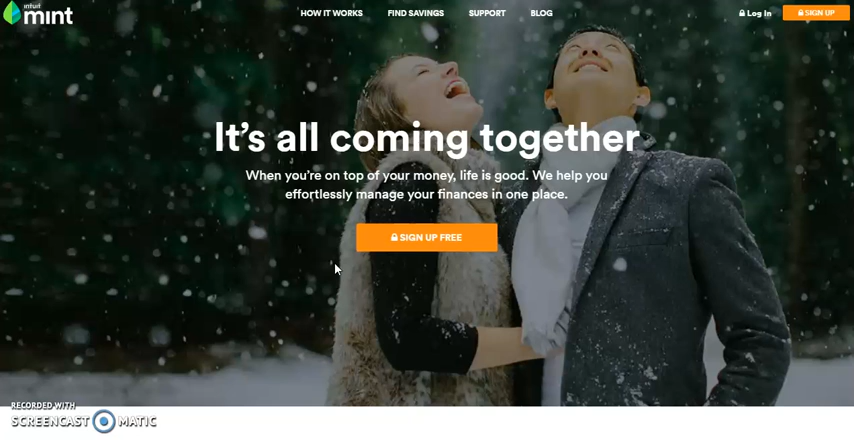 intuit
mint
HOW IT WORKS
FIND SAVINGS
SUPPORT
BLOG
Log In
SIGN UP
It's all coming together
When you're on top of your money, life is good. We help you
effortlessly manage your finances in one place.
SIGN UP FREE
RECORDED WITH
SCREENCAST MATIC